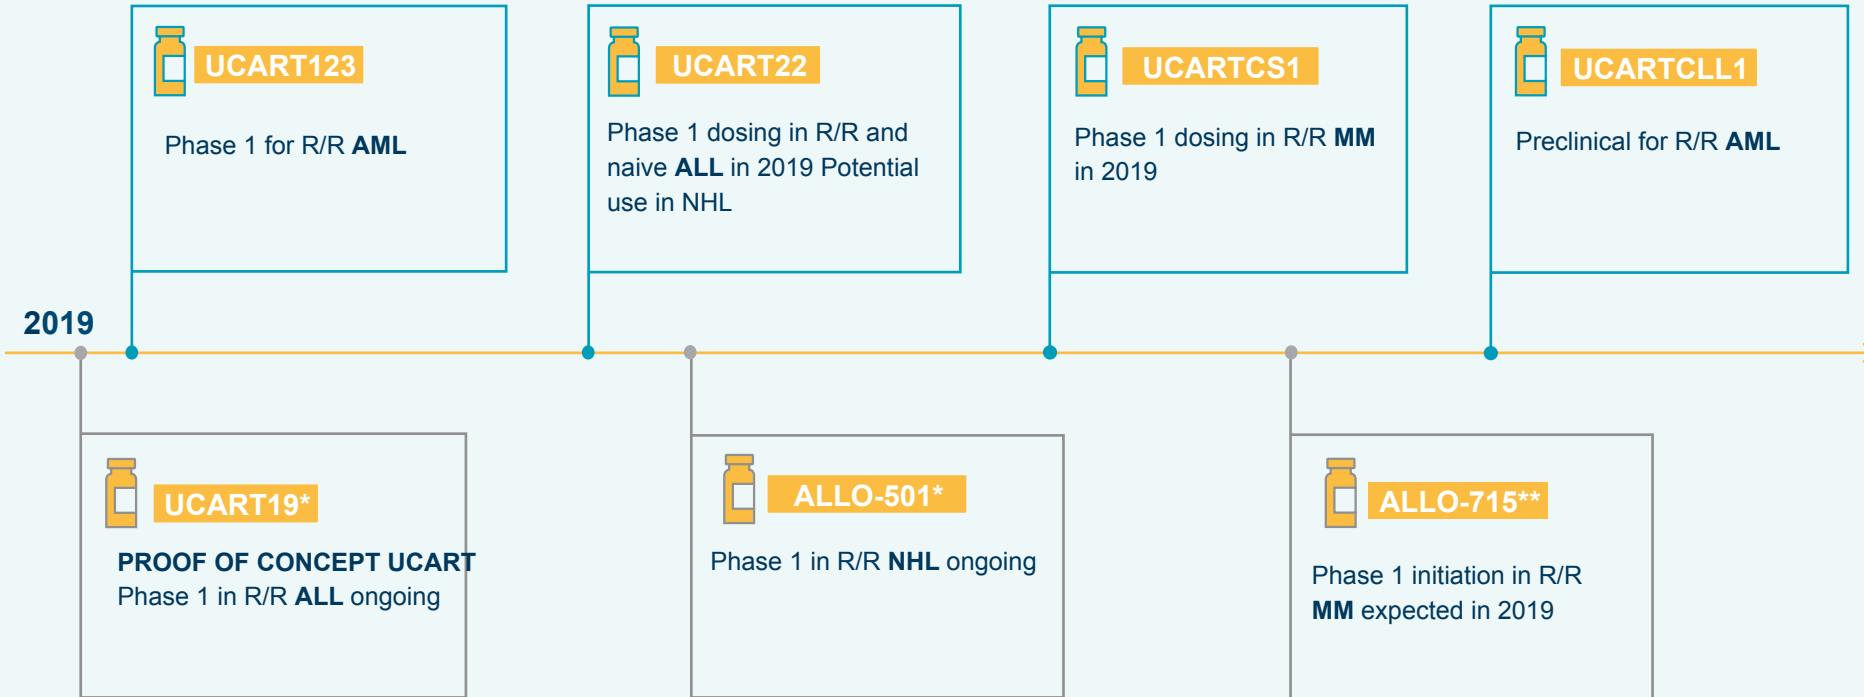 UCART123
Phase 1 for R/R AML
UCART22
Phase 1 dosing in R/R and
naive ALL in 2019 Potential
use in NHL
UCARTCS1
Phase 1 dosing in R/R MM
in 2019
UCARTCLL1
Preclinical for R/R AML
2019
UCART19*
PROOF OF CONCEPT UCART
Phase 1 in R/R ALL ongoing
ALLO-501*
Phase 1 in R/R NHL ongoing
ALLO-715**
Phase 1 initiation in R/R
MM expected in 2019